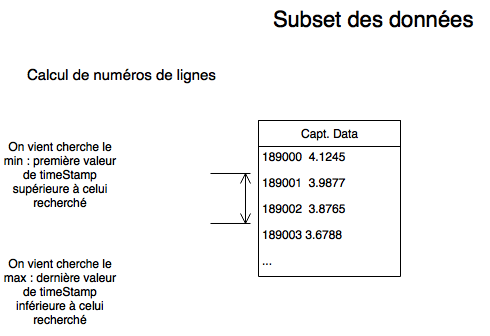 Subset des données
Calcul de numéros de lignes
On vient cherche le
min : première valeur
de timeStamp
supérieure à celui
recherché
Capt. Data
189000 4.1245
189001 3.9877
189002 3.8765
189003 3.6788
...
On vient cherche le
max : dernière valeur
de timeStamp
inférieure à celui
recherché